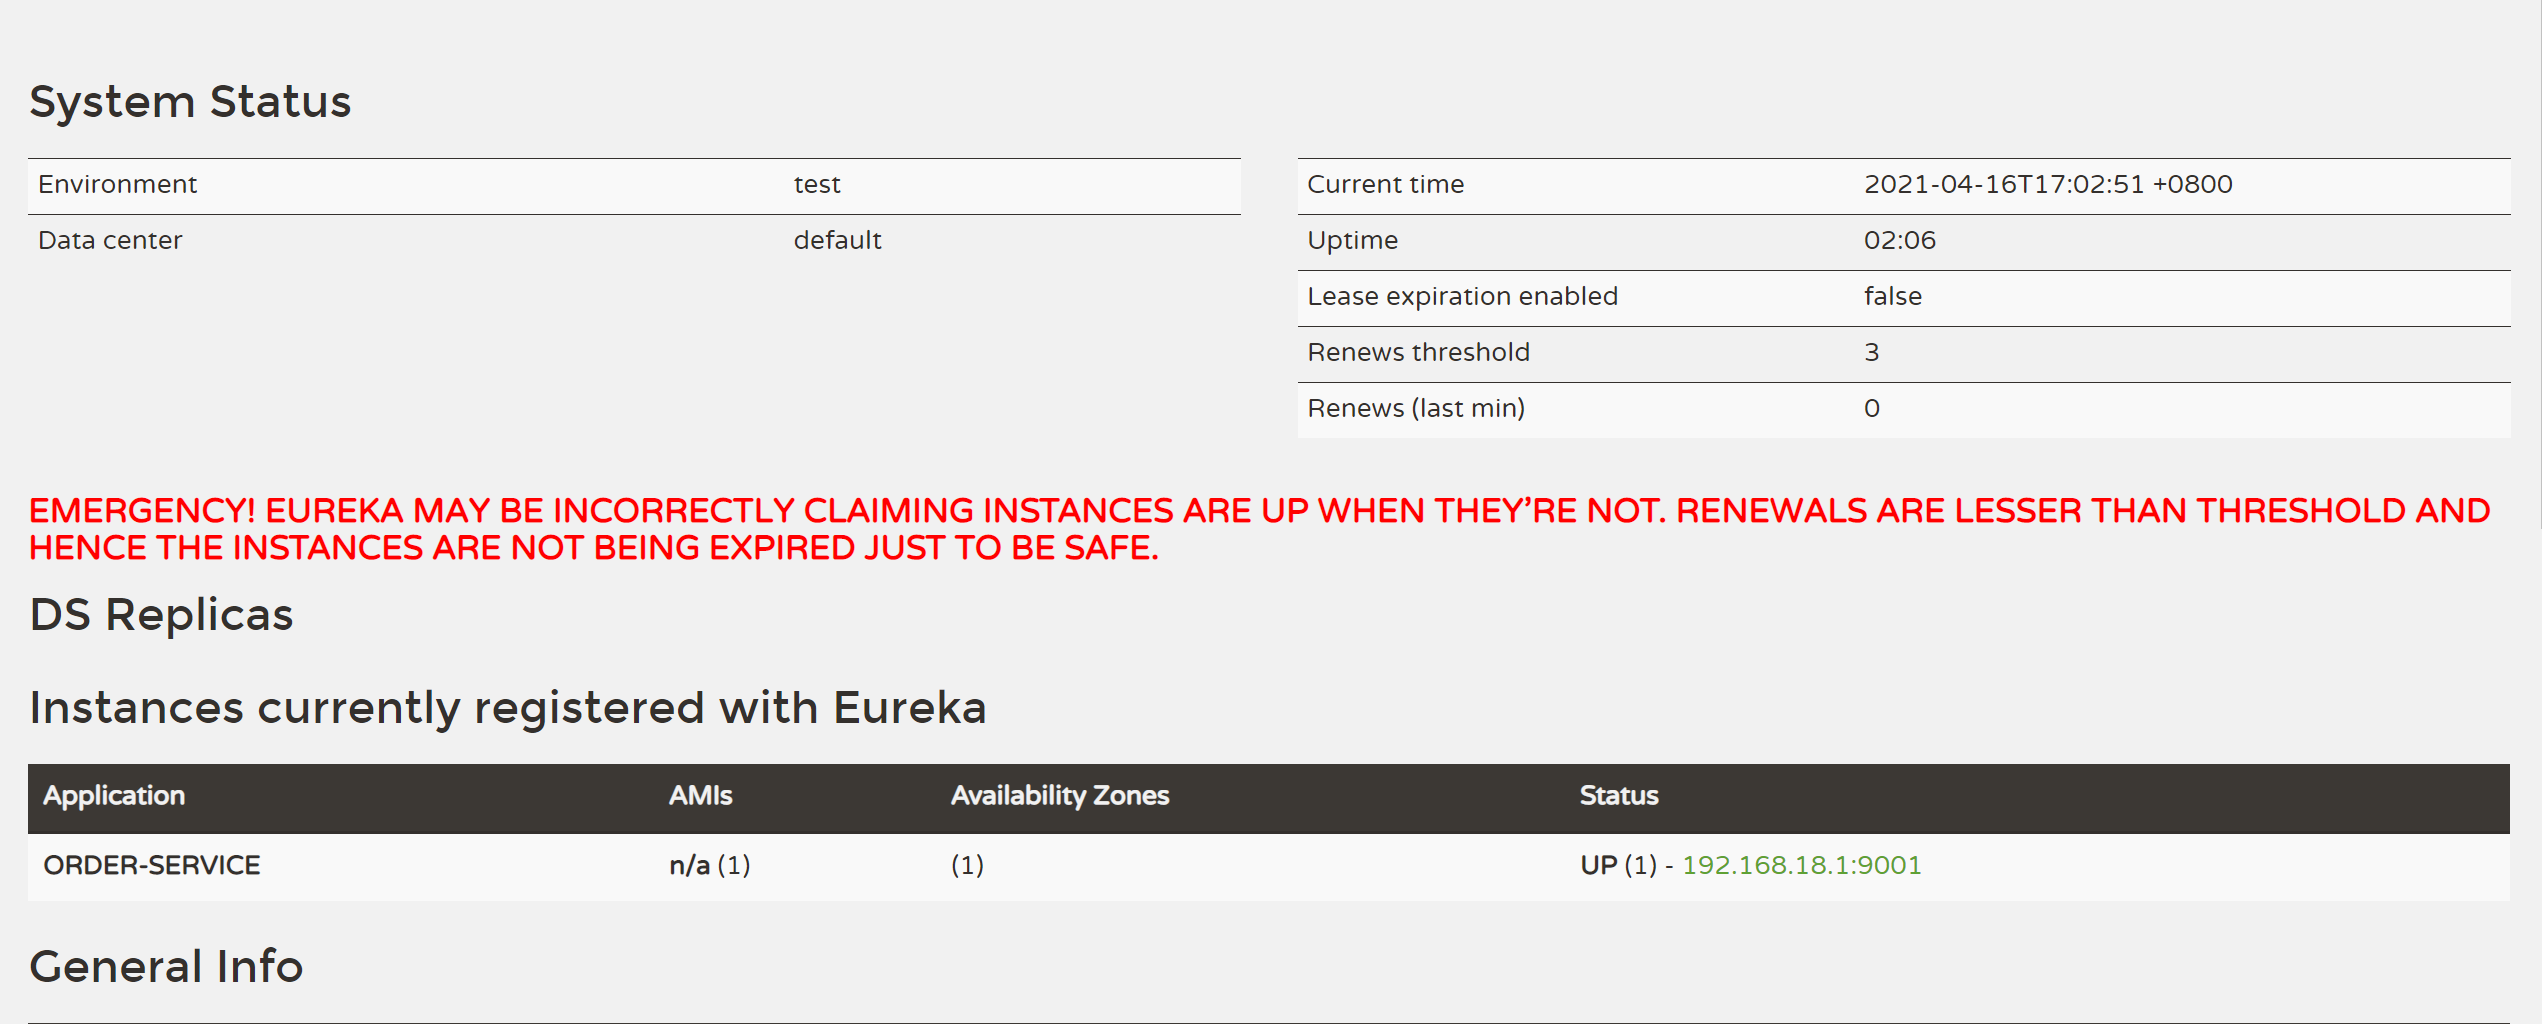 System Status
Environment test
Data center default
Current time 2021-04-16T17:02:51 +0800
Uptime 02:06
Lease expiration enabled false
Renews threshold 3
Renews (last min) 0
EMERGENCY! EUREKA MAY BE INCORRECTLY CLAIMING INSTANCES ARE UP WHEN THEY’RE NOT. RENEWALS ARE LESSER THAN THRESHOLD AND
HENCE THE INSTANCES ARE NOT BEING EXPIRED JUST TO BE SAFE.
DS Replicas
Instances currently registered with Eureka
Application AMIs Availability Zones Status
ORDER-SERVICE n/a (1) (1) UP (1) - 192.168.18.1:9001
General Info